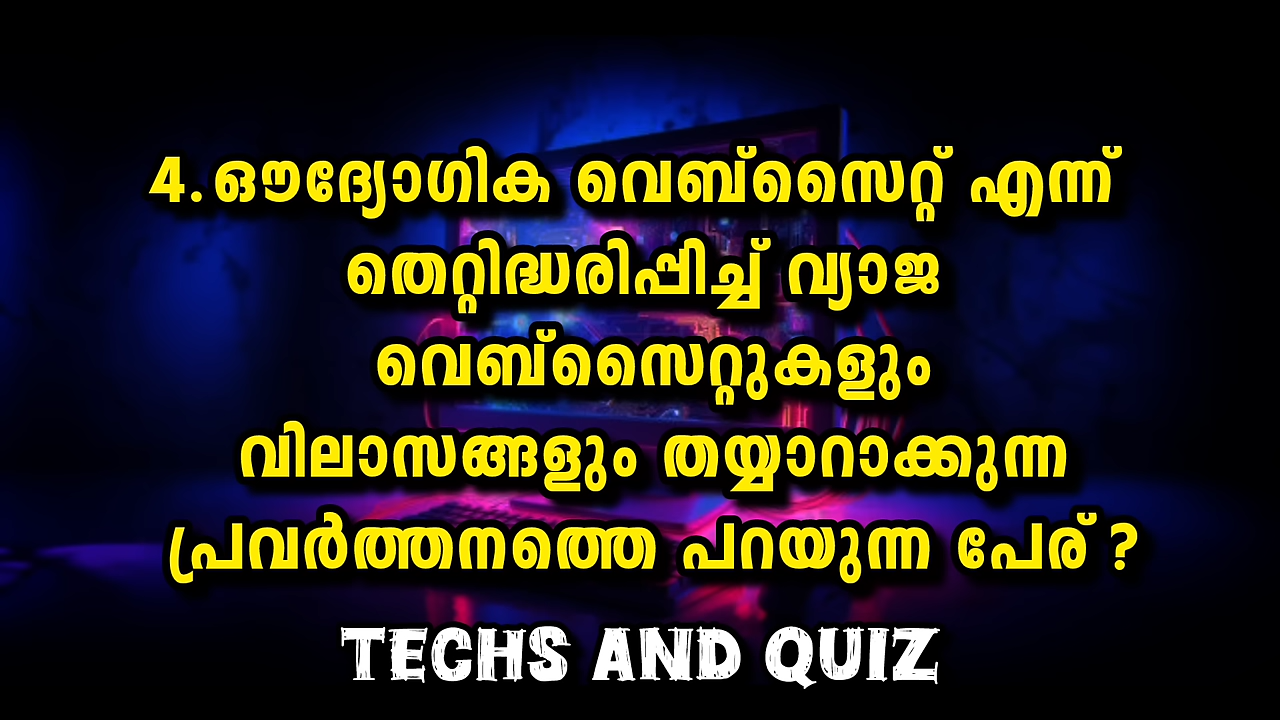 4.ഔദ്യോഗിക വെബ്സൈറ്റ് എന്ന്
തെറ്റിദ്ധരിപ്പിച്ച് വ്യാജ
വെബ്സൈറ്റുകളും
വിലാസങ്ങളും തയ്യാറാക്കുന്ന
പ്രവർത്തനത്തെ പറയുന്ന പേര് ?
TECHS AND QUIZ